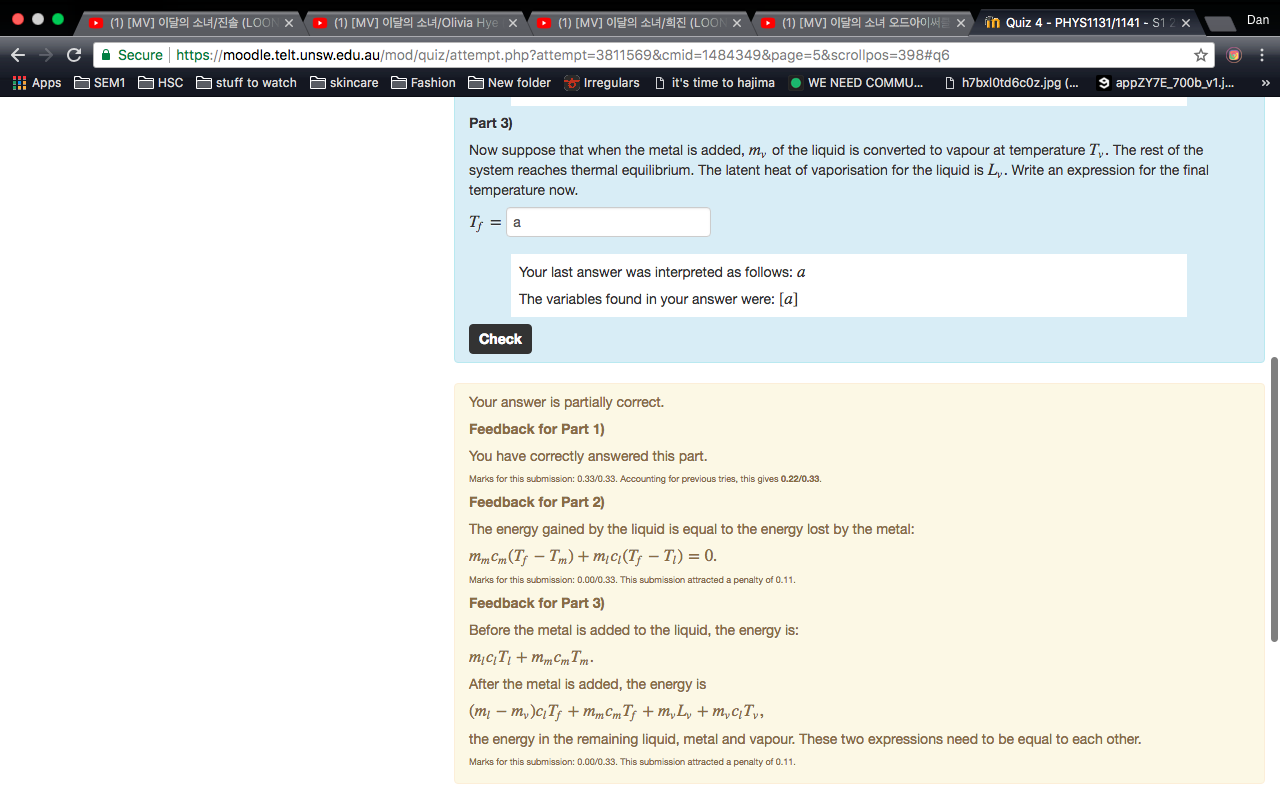 (1) [MV] 이달의 소녀/진솔 (LOON
(1) [MV] 이달의 소녀/Olivia Hye
(1) [MV] 이달의 소녀/희진 (LOON
(1) [MV] 이달의 소녀 오드아이써클
Quiz 4 - PHYS1131/1141 - S1 2
Dan
Secure
https://moodle.telt.unsw.edu.au/mod/quiz/attempt.php?attempt=3811569&cmid=1484349&page=5&scrollpos=398#q6
Apps
SEM1
HSC
stuff to watch
skincare
Fashion
New folder
Irregulars
it's time to hajima
WE NEED COMMU...
h7bxl0td6c0z.jpg (...
appZY7E_700b_v1.j...
»
Part 3)
Now suppose that when the metal is added, m_v of the liquid is converted to vapour at temperature T_v. The rest of the
system reaches thermal equilibrium. The latent heat of vaporisation for the liquid is L_v. Write an expression for the final
temperature now.
T_f = a
Your last answer was interpreted as follows: a
The variables found in your answer were: [a]
Check
Your answer is partially correct.
Feedback for Part 1)
You have correctly answered this part.
Marks for this submission: 0.33/0.33. Accounting for previous tries, this gives 0.22/0.33.
Feedback for Part 2)
The energy gained by the liquid is equal to the energy lost by the metal:
m_m c_m (T_f − T_m) + m_l c_l (T_f − T_l) = 0.
Marks for this submission: 0.00/0.33. This submission attracted a penalty of 0.11.
Feedback for Part 3)
Before the metal is added to the liquid, the energy is:
m_l c_l T_l + m_m c_m T_m.
After the metal is added, the energy is
(m_l − m_v) c_l T_f + m_m c_m T_f + m_v L_v + m_v c_l T_v,
the energy in the remaining liquid, metal and vapour. These two expressions need to be equal to each other.
Marks for this submission: 0.00/0.33. This submission attracted a penalty of 0.11.